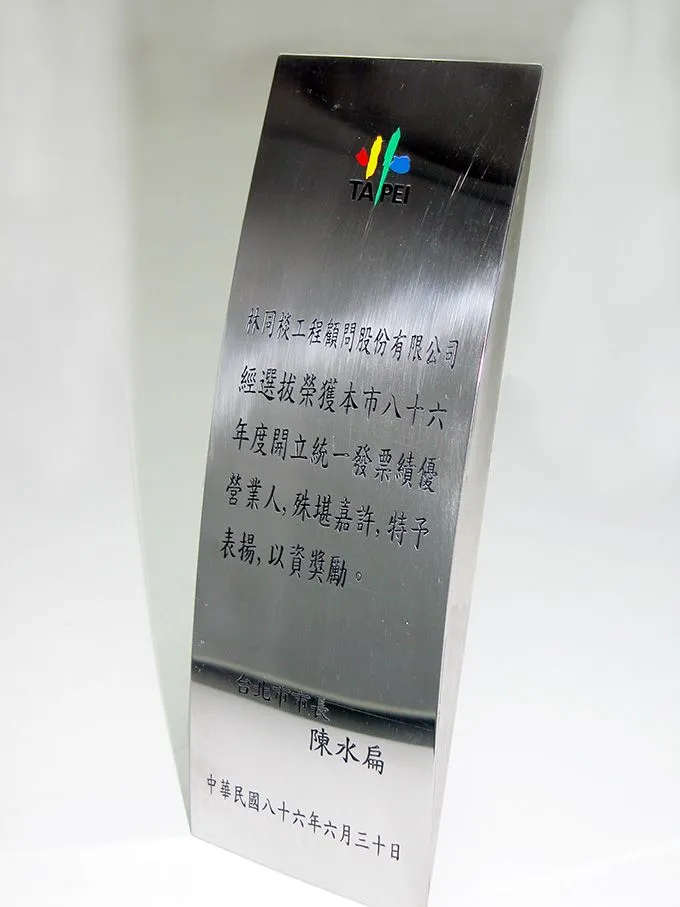 TAIPEI
林同棪工程顧問股份有限公司
經選拔榮獲本市八十六
年度開立統一發票績優
營業人,殊堪嘉許,特予
表揚,以資獎勵。
台北市市長
陳水扁
中華民國八十六年六月三十日